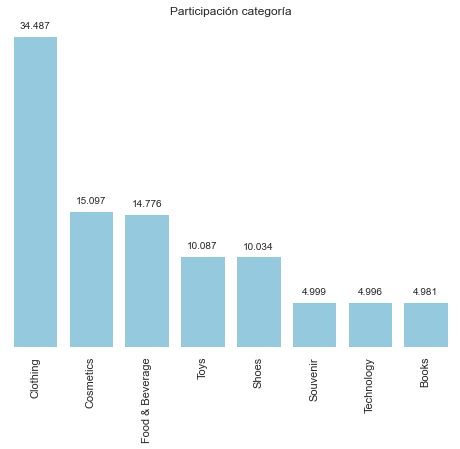 Participación categoría
34.487
15.097
14.776
10.087
10.034
4.999
4.996
4.981
Clothing
Cosmetics
Food & Beverage
Toys
Shoes
Souvenir
Technology
Books